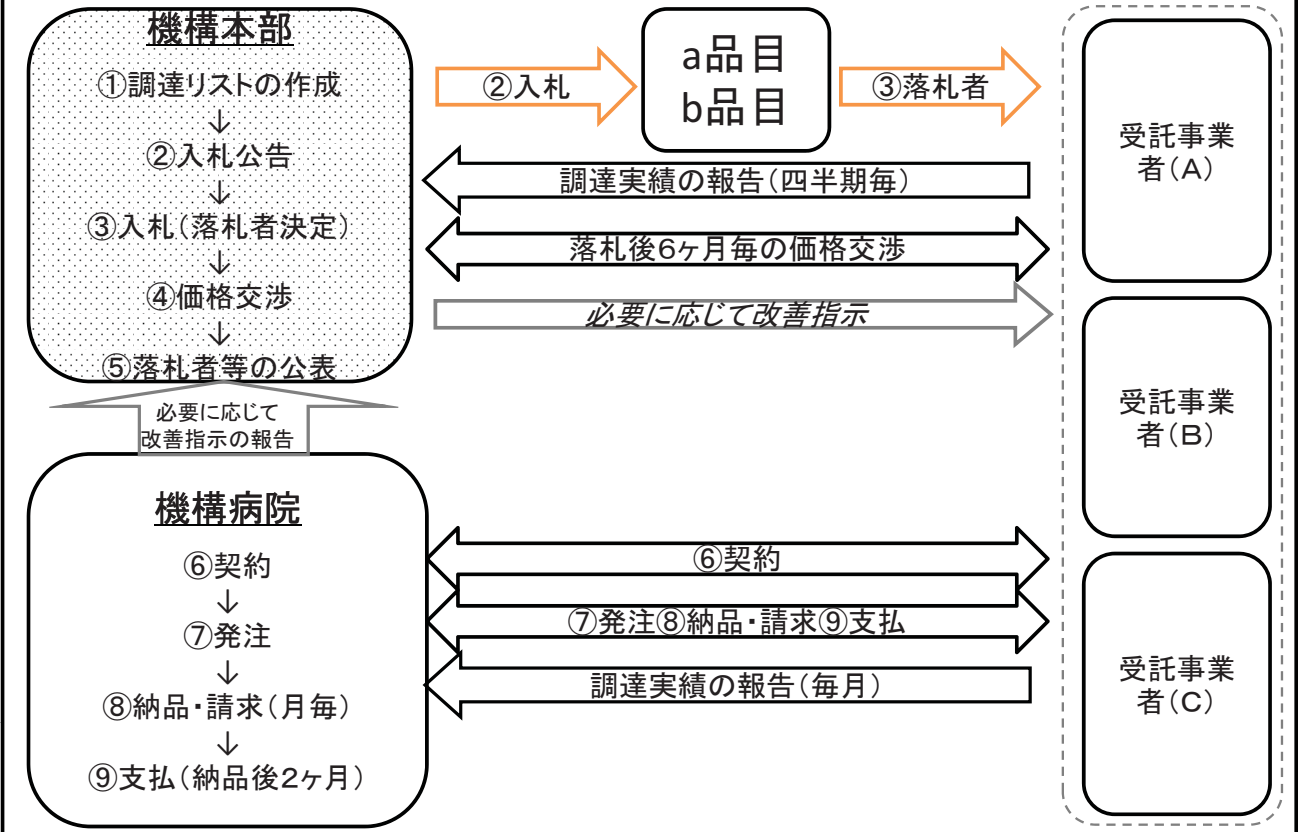 機構本部
①調達リストの作成
↓
②入札公告
↓
③入札(落札者決定)
↓
④価格交渉
↓
⑤落札者等の公表
②入札
a品目
b品目
③落札者
調達実績の報告(四半期毎)
落札後6ヶ月毎の価格交渉
必要に応じて改善指示
受託事業
者(A)
受託事業
者(B)
受託事業
者(C)
必要に応じて
改善指示の報告
機構病院
⑥契約
↓
⑦発注
↓
⑧納品・請求(月毎)
↓
⑨支払(納品後2ヶ月)
⑥契約
⑦発注⑧納品・請求⑨支払
調達実績の報告(毎月)